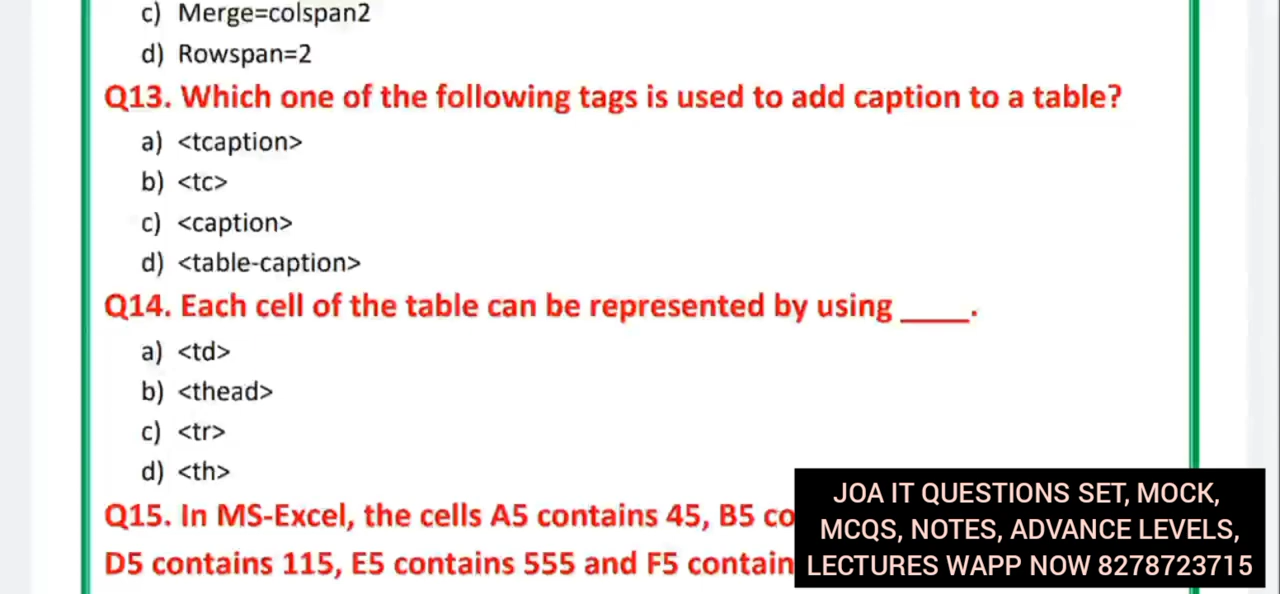 c) Merge=colspan2
d) Rowspan=2
Q13. Which one of the following tags is used to add caption to a table?
a) <tcaption>
b) <tc>
c) <caption>
d) <table-caption>
Q14. Each cell of the table can be represented by using ____.
a) <td>
b) <thead>
c) <tr>
d) <th>
Q15. In MS-Excel, the cells A5 contains 45, B5 co
D5 contains 115, E5 contains 555 and F5 contain
JOA IT QUESTIONS SET, MOCK,
MCQS, NOTES, ADVANCE LEVELS,
LECTURES WAPP NOW 8278723715